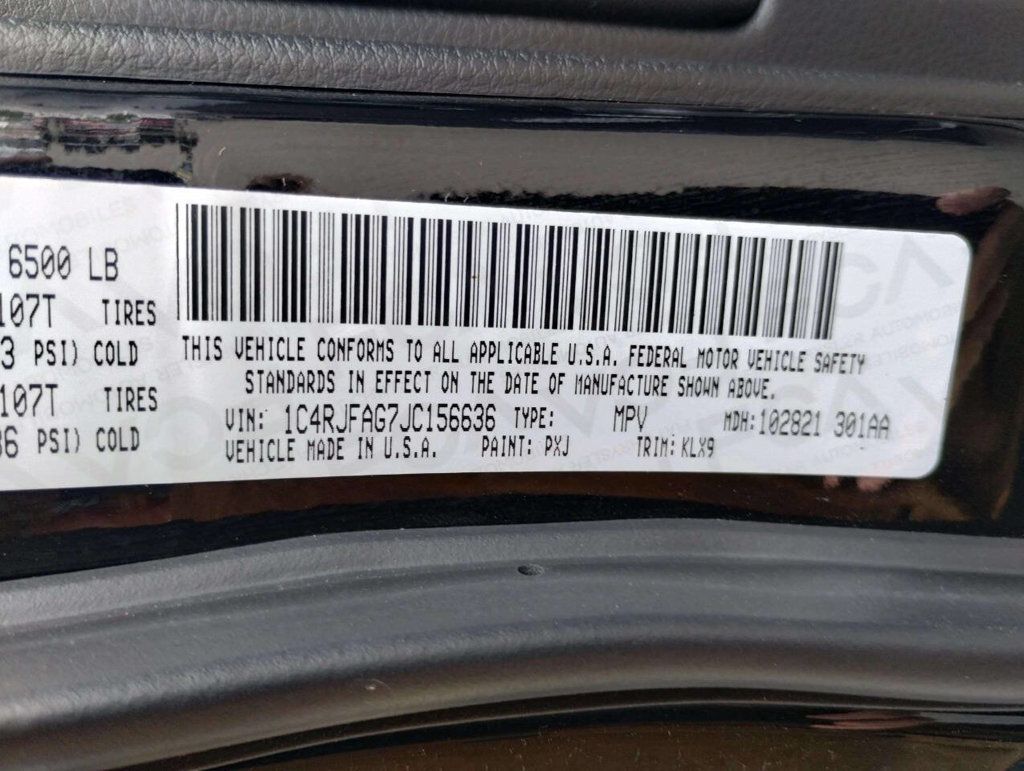 6500 LB
107T TIRES
3 PSI) COLD
107T TIRES
36 PSI) COLD
THIS VEHICLE CONFORMS TO ALL APPLICABLE U.S.A. FEDERAL MOTOR VEHICLE SAFETY
STANDARDS IN EFFECT ON THE DATE OF MANUFACTURE SHOWN ABOVE.
VIN: 1C4RJFAG7JC156636 TYPE: MPV MDH:102821 301AA
VEHICLE MADE IN U.S.A. PAINT: PXJ TRIM: KLX9